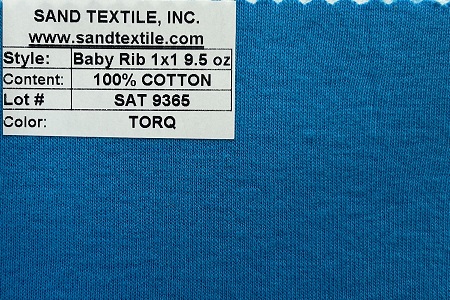 SAND TEXTILE, INC.
www.sandtextile.com
Style: Baby Rib 1x1 9.5 oz
Content: 100% COTTON
Lot # SAT 9365
Color: TORQ